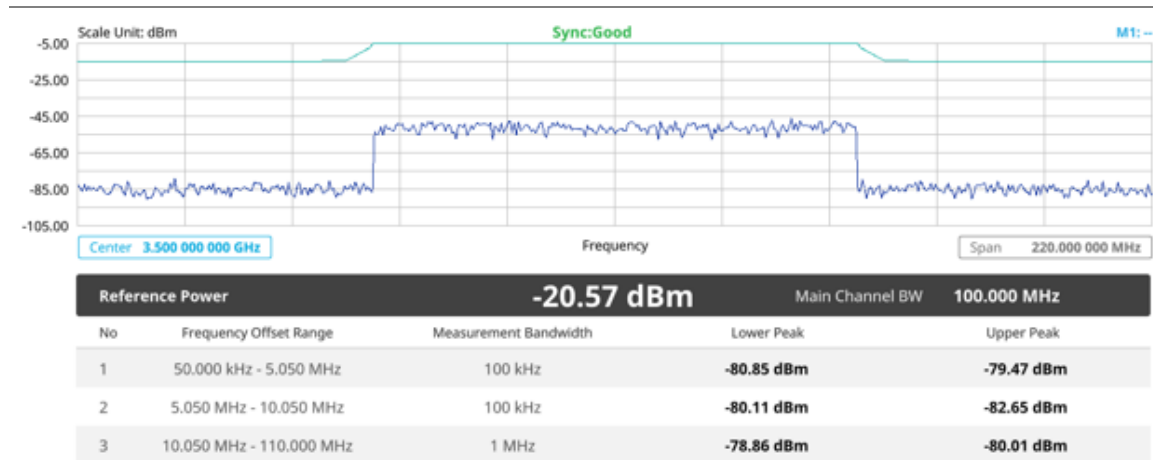 Scale Unit: dBm Sync:Good M1: --
-5.00
-25.00
-45.00
-65.00
-85.00
-105.00
Center 3.500 000 000 GHz Frequency Span 220.000 000 MHz
Reference Power -20.57 dBm Main Channel BW 100.000 MHz
No Frequency Offset Range Measurement Bandwidth Lower Peak Upper Peak
1 50.000 kHz - 5.050 MHz 100 kHz -80.85 dBm -79.47 dBm
2 5.050 MHz - 10.050 MHz 100 kHz -80.11 dBm -82.65 dBm
3 10.050 MHz - 110.000 MHz 1 MHz -78.86 dBm -80.01 dBm